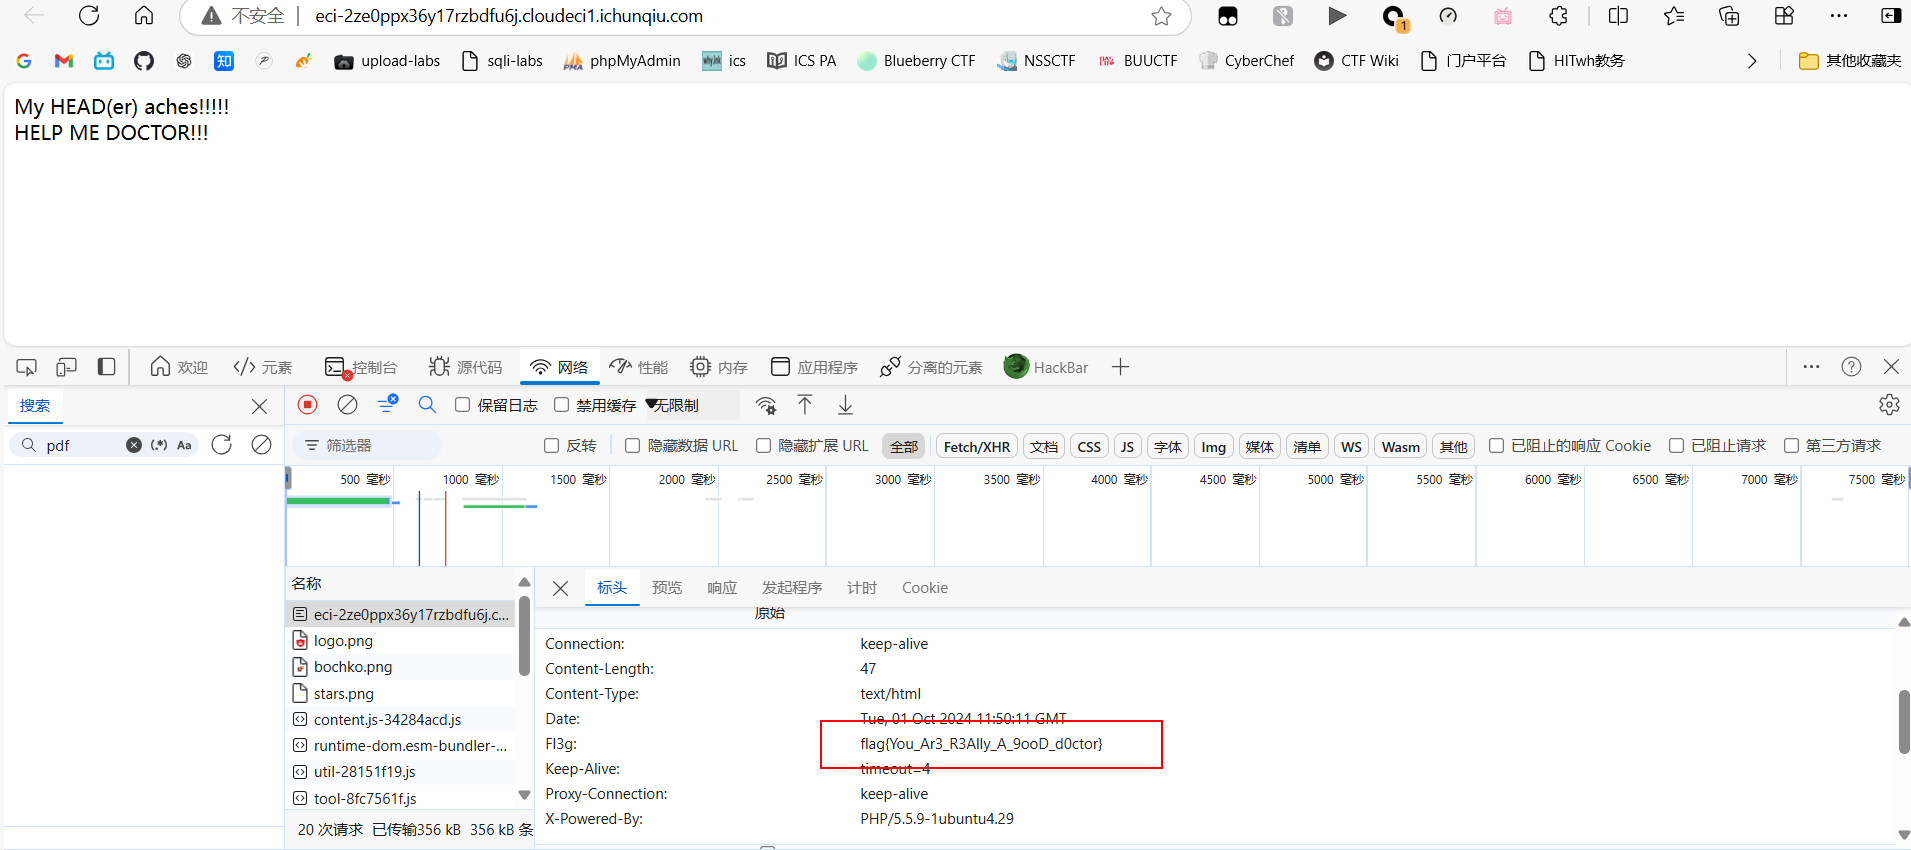 不安全 eci-2ze0ppx36y17rzbdfu6j.cloudeci1.ichunqiu.com 1
知 upload-labs sqli-labs phpMyAdmin ics ICS PA Blueberry CTF NSSCTF BUUCTF CyberChef CTF Wiki 门户平台 HITwh教务 其他收藏夹
My HEAD(er) aches!!!!!
HELP ME DOCTOR!!!
欢迎 元素 控制台 源代码 网络 性能 内存 应用程序 分离的元素 HackBar
搜索 保留日志 禁用缓存 无限制
pdf (.*) Aa 筛选器 反转 隐藏数据 URL 隐藏扩展 URL 全部 Fetch/XHR 文档 CSS JS 字体 Img 媒体 清单 WS Wasm 其他 已阻止的响应 Cookie 已阻止请求 第三方请求
500 毫秒 1000 毫秒 1500 毫秒 2000 毫秒 2500 毫秒 3000 毫秒 3500 毫秒 4000 毫秒 4500 毫秒 5000 毫秒 5500 毫秒 6000 毫秒 6500 毫秒 7000 毫秒 7500 毫秒
名称
eci-2ze0ppx36y17rzbdfu6j.c...
logo.png
bochko.png
stars.png
content.js-34284acd.js
runtime-dom.esm-bundler-...
util-28151f19.js
tool-8fc7561f.js
20 次请求 已传输356 kB 356 kB 条
标头 预览 响应 发起程序 计时 Cookie
原始
Connection: keep-alive
Content-Length: 47
Content-Type: text/html
Date: Tue, 01 Oct 2024 11:50:11 GMT
Fl3g: flag{You_Ar3_R3Ally_A_9ooD_d0ctor}
Keep-Alive: timeout=4
Proxy-Connection: keep-alive
X-Powered-By: PHP/5.5.9-1ubuntu4.29